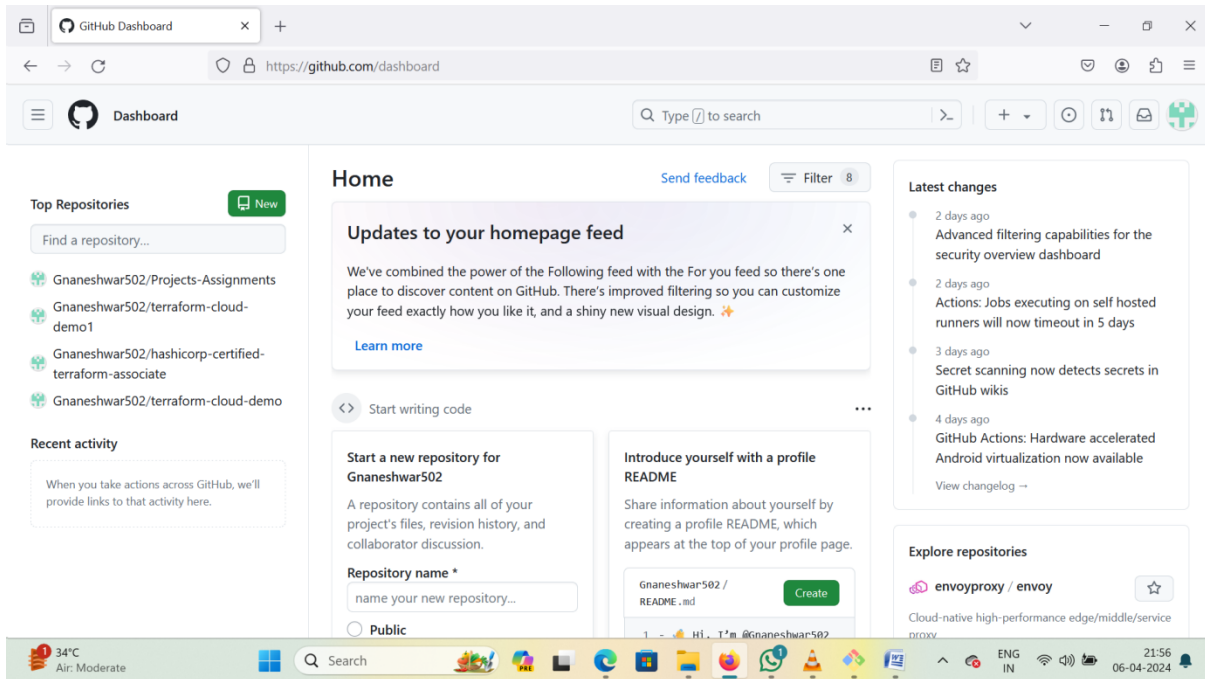 GitHub Dashboard
https://github.com/dashboard
Dashboard
Type / to search
Top Repositories
New
Find a repository...
Gnaneshwar502/Projects-Assignments
Gnaneshwar502/terraform-cloud-
demo1
Gnaneshwar502/hashicorp-certified-
terraform-associate
Gnaneshwar502/terraform-cloud-demo
Recent activity
When you take actions across GitHub, we'll
provide links to that activity here.
Home
Send feedback
Filter 8
Updates to your homepage feed
We've combined the power of the Following feed with the For you feed so there's one
place to discover content on GitHub. There's improved filtering so you can customize
your feed exactly how you like it, and a shiny new visual design. ✨
Learn more
Start writing code
Start a new repository for
Gnaneshwar502
A repository contains all of your
project's files, revision history, and
collaborator discussion.
Repository name *
name your new repository...
Public
Introduce yourself with a profile
README
Share information about yourself by
creating a profile README, which
appears at the top of your profile page.
Gnaneshwar502 /
README.md
Create
1 - 👋 Hi, I'm @Gnaneshwar502
Latest changes
2 days ago
Advanced filtering capabilities for the
security overview dashboard
2 days ago
Actions: Jobs executing on self hosted
runners will now timeout in 5 days
3 days ago
Secret scanning now detects secrets in
GitHub wikis
4 days ago
GitHub Actions: Hardware accelerated
Android virtualization now available
View changelog →
Explore repositories
envoyproxy / envoy
Cloud-native high-performance edge/middle/service
proxy
1
34°C
Air: Moderate
Search
PRE
ENG
IN
21:56
06-04-2024